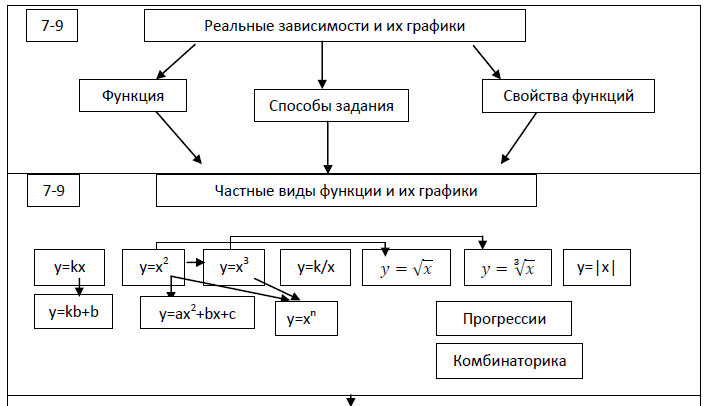 7-9
Реальные зависимости и их графики
Функция
Способы задания
Свойства функций
7-9
Частные виды функции и их графики
y=kx
y=x²
y=x³
y=k/x
y = √x
y = ∛x
y=|x|
y=kb+b
y=ax²+bx+c
y=xⁿ
Прогрессии
Комбинаторика